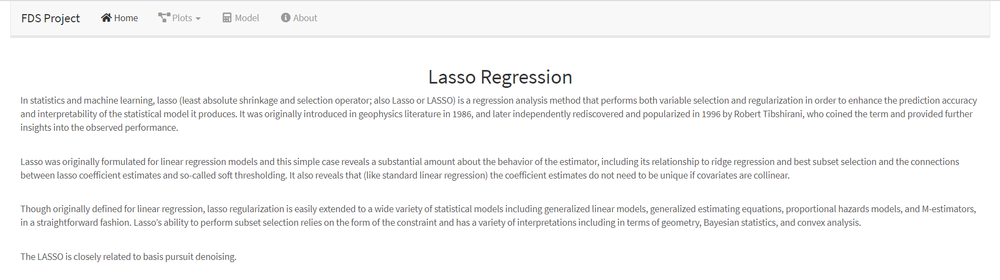 FDS Project Home Plots Model About
Lasso Regression
In statistics and machine learning, lasso (least absolute shrinkage and selection operator; also Lasso or LASSO) is a regression analysis method that performs both variable selection and regularization in order to enhance the prediction accuracy
and interpretability of the statistical model it produces. It was originally introduced in geophysics literature in 1986, and later independently rediscovered and popularized in 1996 by Robert Tibshirani, who coined the term and provided further
insights into the observed performance.
Lasso was originally formulated for linear regression models and this simple case reveals a substantial amount about the behavior of the estimator, including its relationship to ridge regression and best subset selection and the connections
between lasso coefficient estimates and so-called soft thresholding. It also reveals that (like standard linear regression) the coefficient estimates do not need to be unique if covariates are collinear.
Though originally defined for linear regression, lasso regularization is easily extended to a wide variety of statistical models including generalized linear models, generalized estimating equations, proportional hazards models, and M-estimators,
in a straightforward fashion. Lasso’s ability to perform subset selection relies on the form of the constraint and has a variety of interpretations including in terms of geometry, Bayesian statistics, and convex analysis.
The LASSO is closely related to basis pursuit denoising.